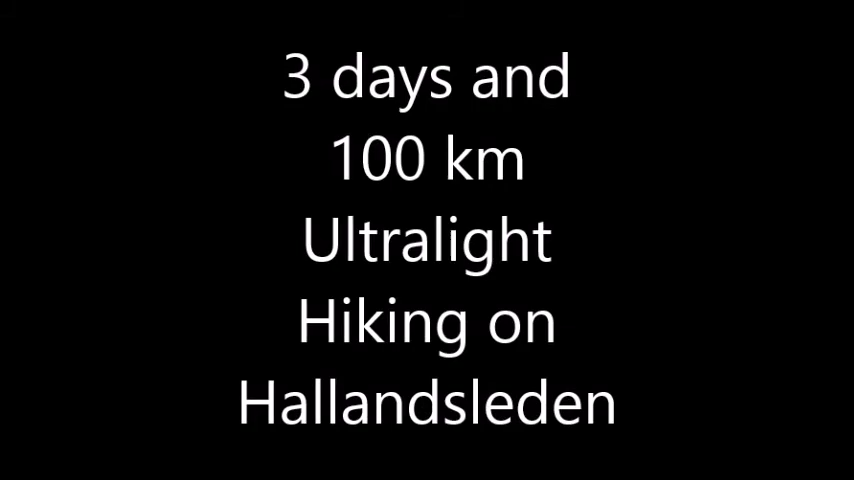 3 days and
100 km
Ultralight
Hiking on
Hallandsleden